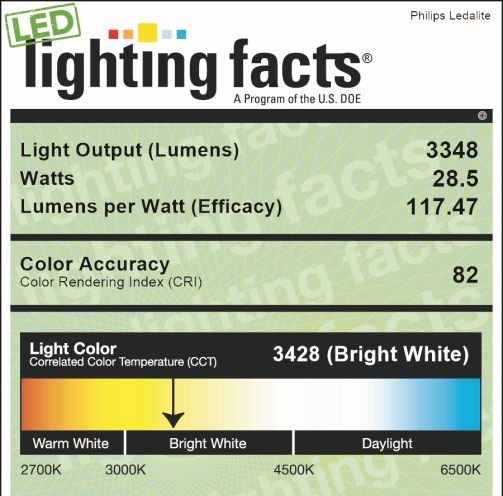 Philips Ledalite
LED
lighting facts®
A Program of the U.S. DOE
Light Output (Lumens) 3348
Watts 28.5
Lumens per Watt (Efficacy) 117.47
Color Accuracy
Color Rendering Index (CRI) 82
Light Color
Correlated Color Temperature (CCT) 3428 (Bright White)
Warm White Bright White Daylight
2700K 3000K 4500K 6500K